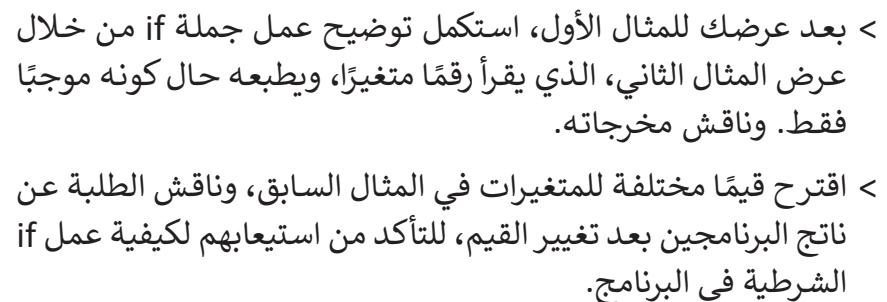 > بعد عرضك للمثال الأول، استكمل توضيح عمل جملة if من خلال
عرض المثال الثاني، الذي يقرأ رقمًا متغيرًا، ويطبعه حال كونه موجبًا
فقط. وناقش مخرجاته.
> اقترح قيمًا مختلفة للمتغيرات في المثال السابق، وناقش الطلبة عن
ناتج البرنامجين بعد تغيير القيم، للتأكد من استيعابهم لكيفية عمل if
الشرطية في البرنامج.